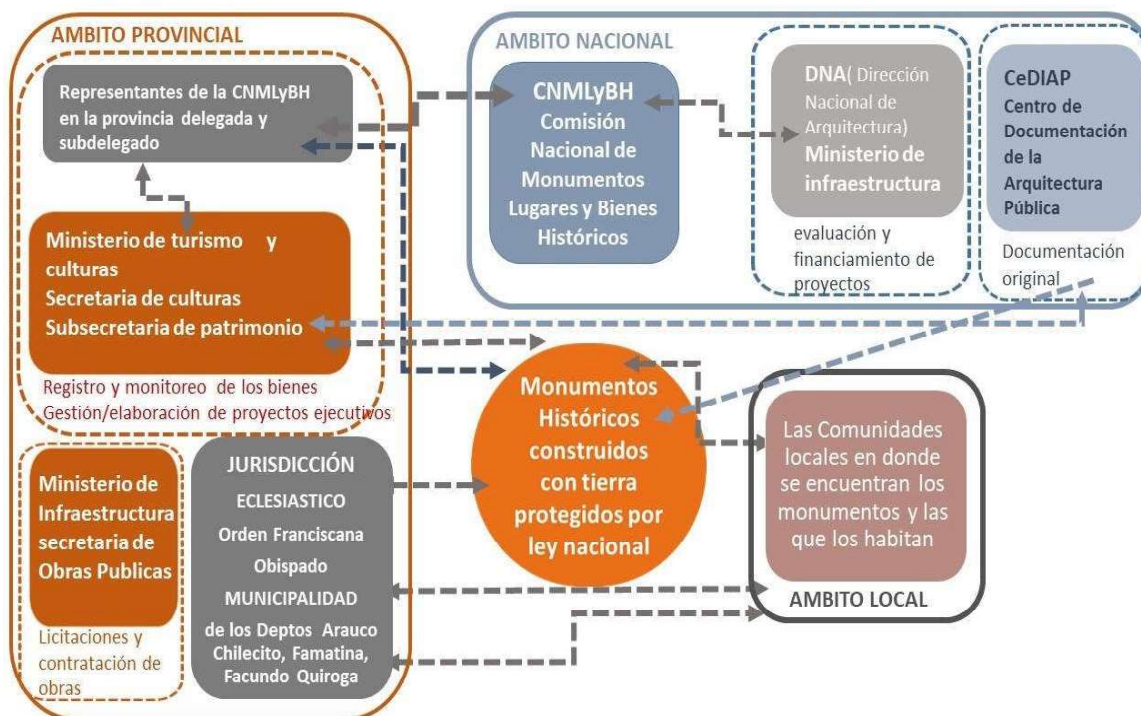 AMBITO PROVINCIAL
Representantes de la CNMLyBH
en la provincia delegada y
subdelegado
Ministerio de turismo y
culturas
Secretaria de culturas
Subsecretaria de patrimonio
Registro y monitoreo de los bienes
Gestión/elaboración de proyectos ejecutivos
Ministerio de
Infraestructura
secretaria de
Obras Publicas
Licitaciones y
contratación de
obras
JURISDICCIÓN
ECLESIASTICO
Orden Franciscana
Obispado
MUNICIPALIDAD
de los Deptos Arauco
Chilecito, Famatina,
Facundo Quiroga
AMBITO NACIONAL
CNMLyBH
Comisión
Nacional de
Monumentos
Lugares y Bienes
Históricos
DNA( Dirección
Nacional de
Arquitectura)
Ministerio de
infraestructura
evaluación y
financiamiento de
proyectos
CeDIAP
Centro de
Documentación
de la
Arquitectura
Pública
Documentación
original
Monumentos
Históricos
construidos
con tierra
protegidos por
ley nacional
Las Comunidades
locales en donde
se encuentran los
monumentos y las
que los habitan
AMBITO LOCAL